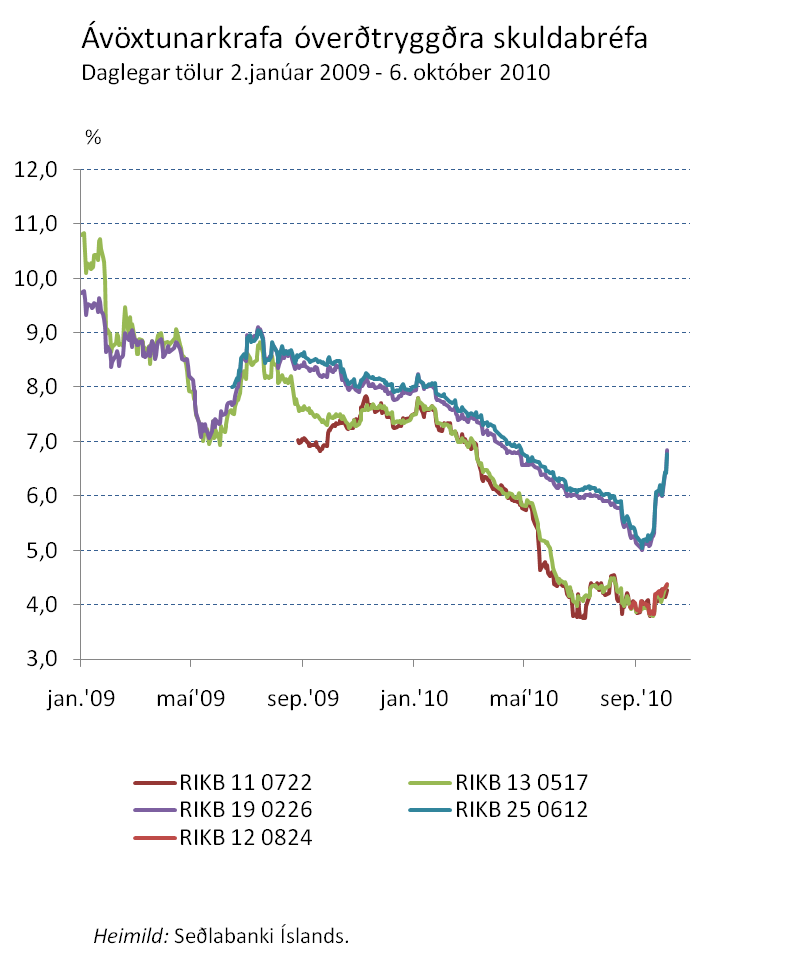 Ávöxtunarkrafa óverðtryggðra skuldabréfa
Daglegar tölur 2.janúar 2009 - 6. október 2010
%
12,0
11,0
10,0
9,0
8,0
7,0
6,0
5,0
4,0
3,0
jan.'09 maí'09 sep.'09 jan.'10 maí'10 sep.'10
RIKB 11 0722 RIKB 13 0517
RIKB 19 0226 RIKB 25 0612
RIKB 12 0824
Heimild: Seðlabanki Íslands.